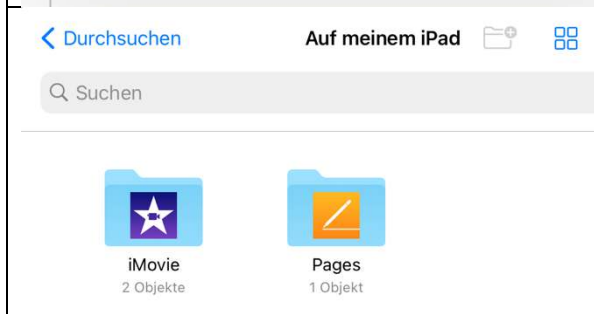 Durchsuchen Auf meinem iPad
Suchen
iMovie Pages
2 Objekte 1 Objekt